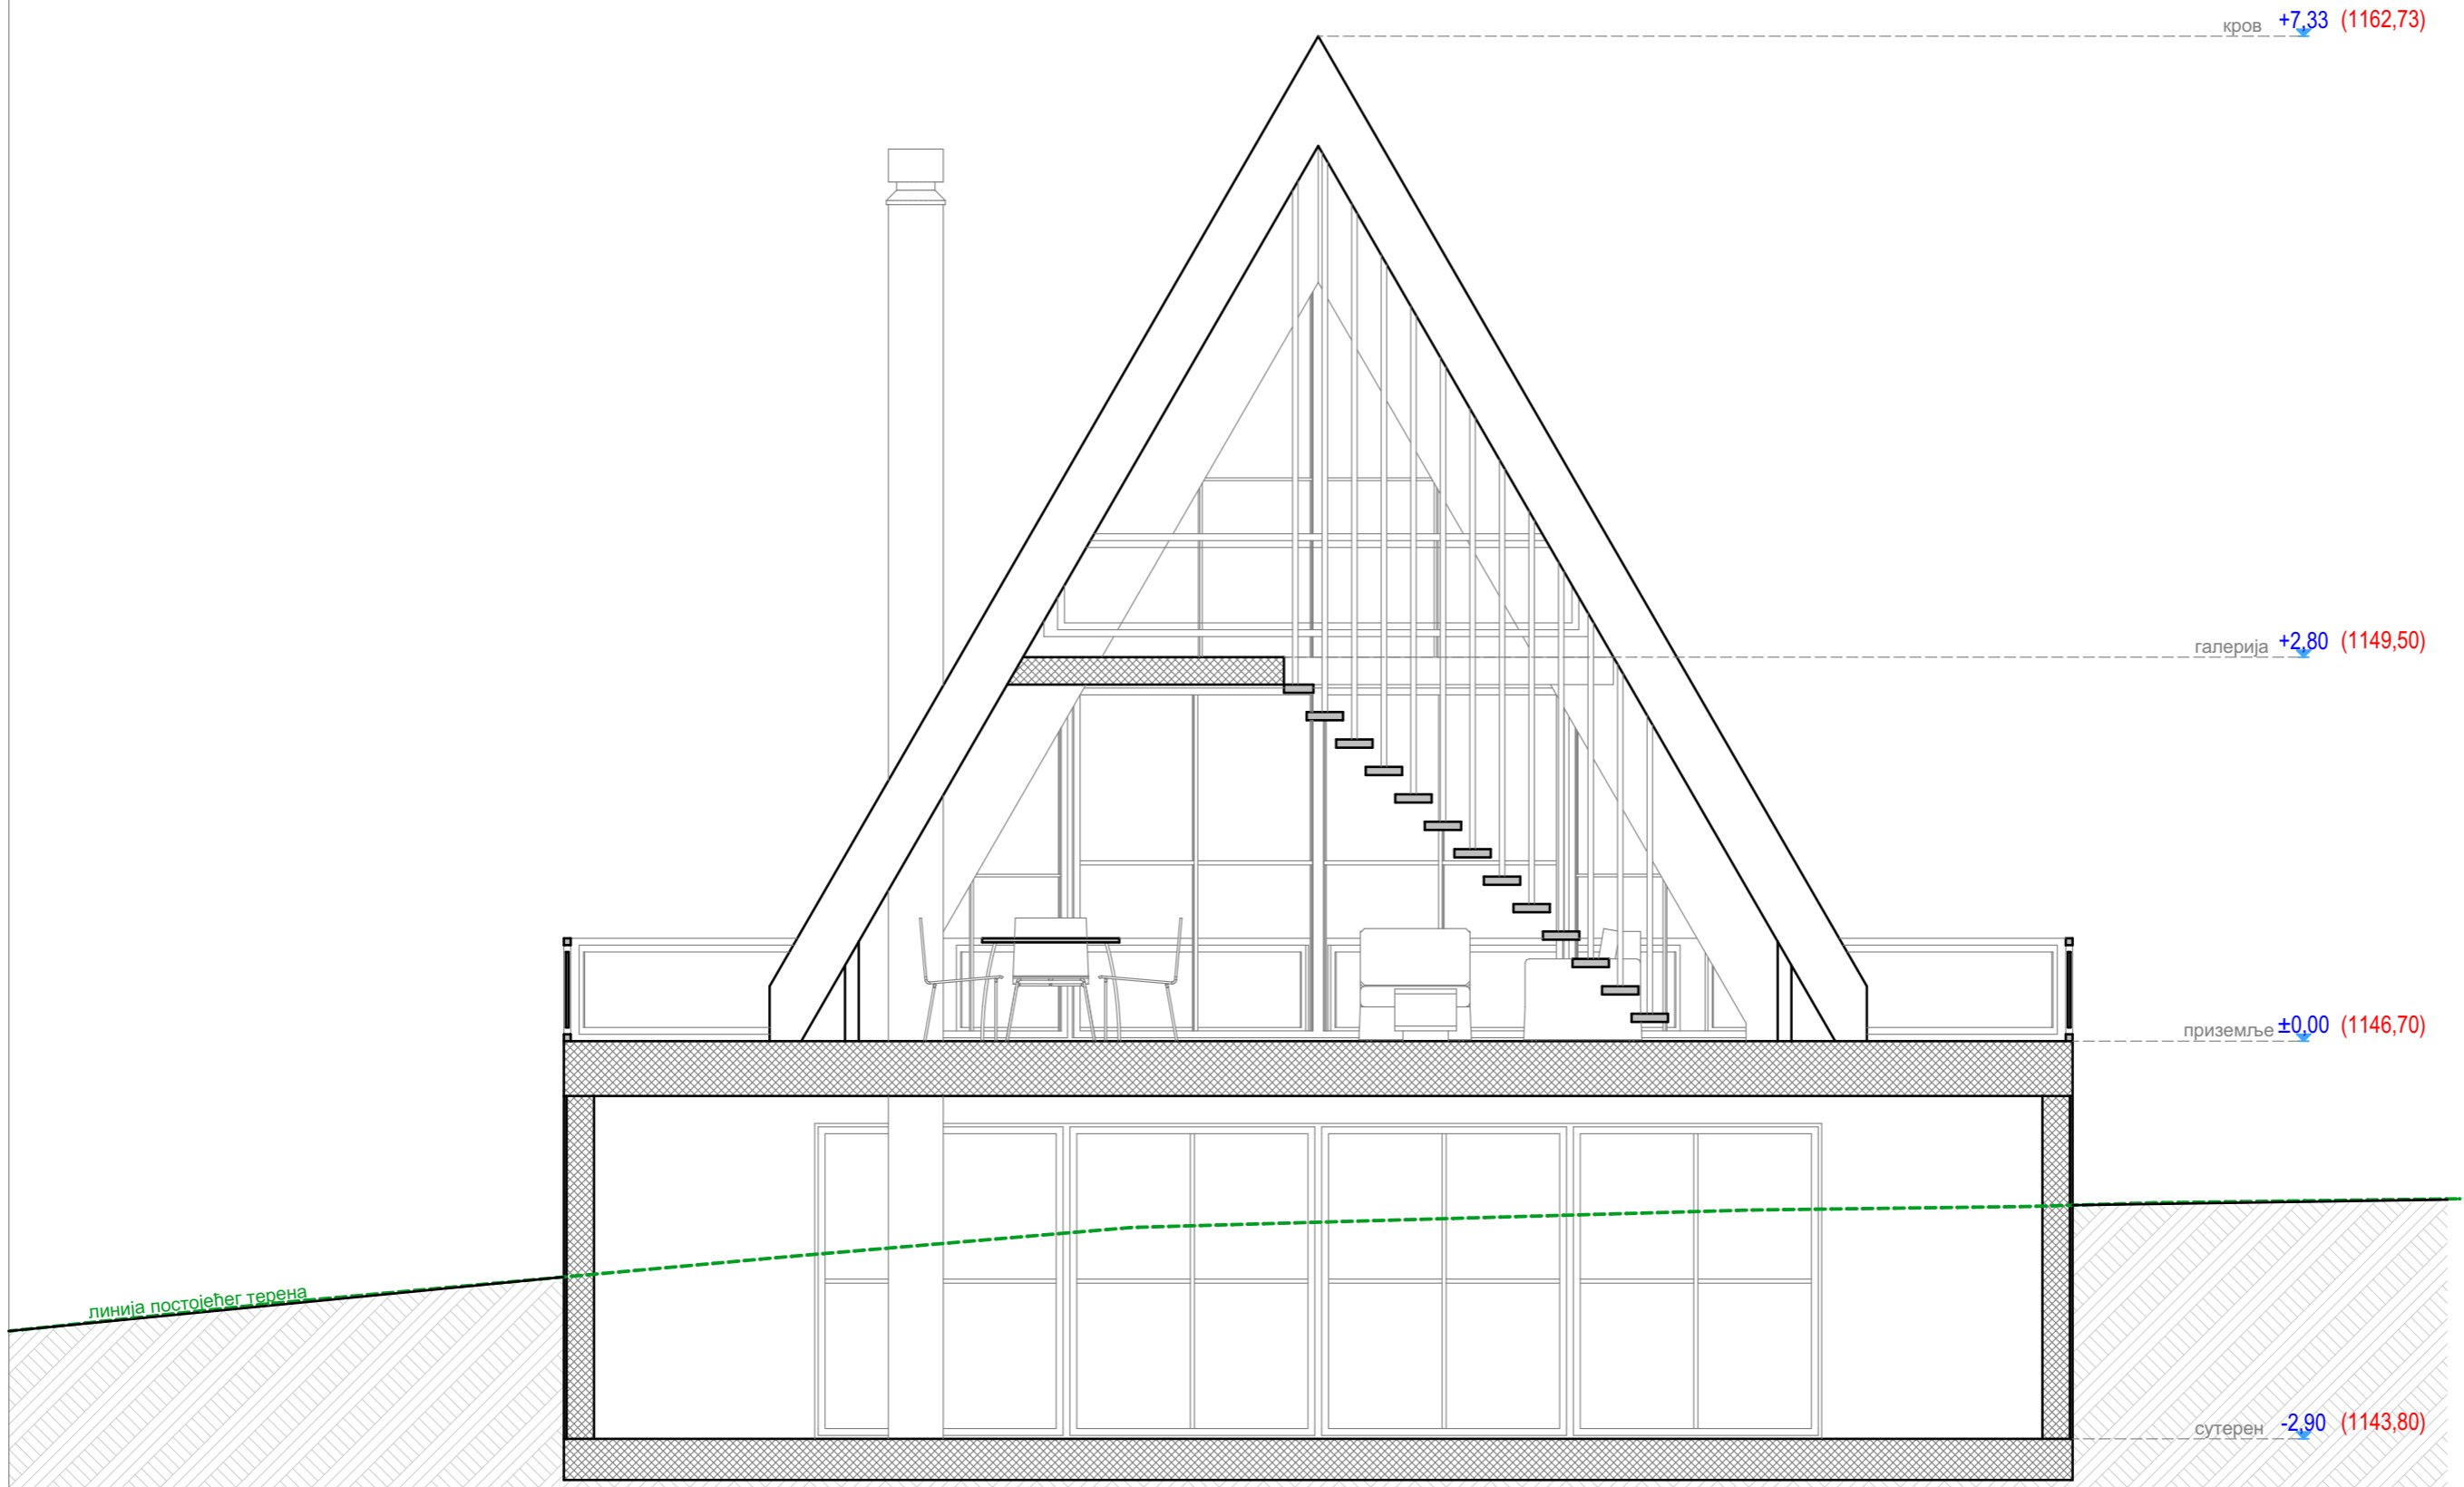 кров +7,33 (1162,73)
галерија +2,80 (1149,50)
приземље ±0,00 (1146,70)
линија постојећег терена
сутерен -2,90 (1143,80)